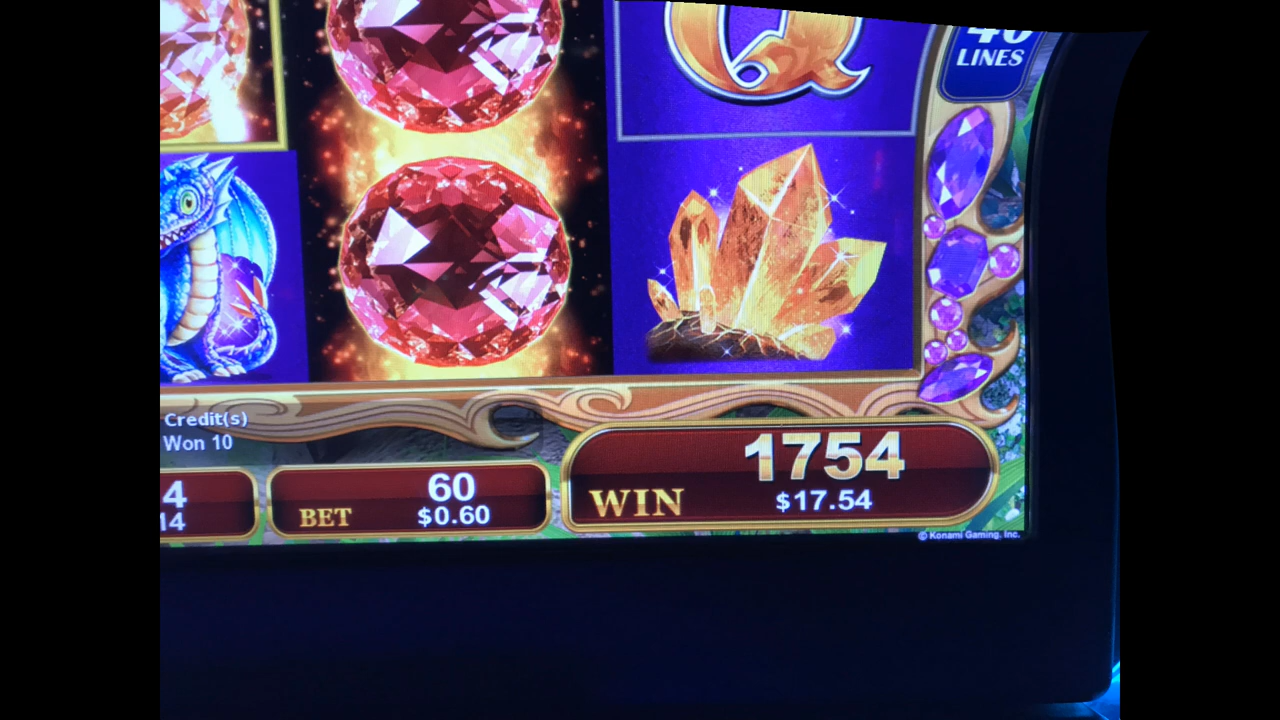 Q
40
LINES
Credit(s)
Won 10
4
14
60
BET $0.60
1754
WIN $17.54
© Konami Gaming, Inc.